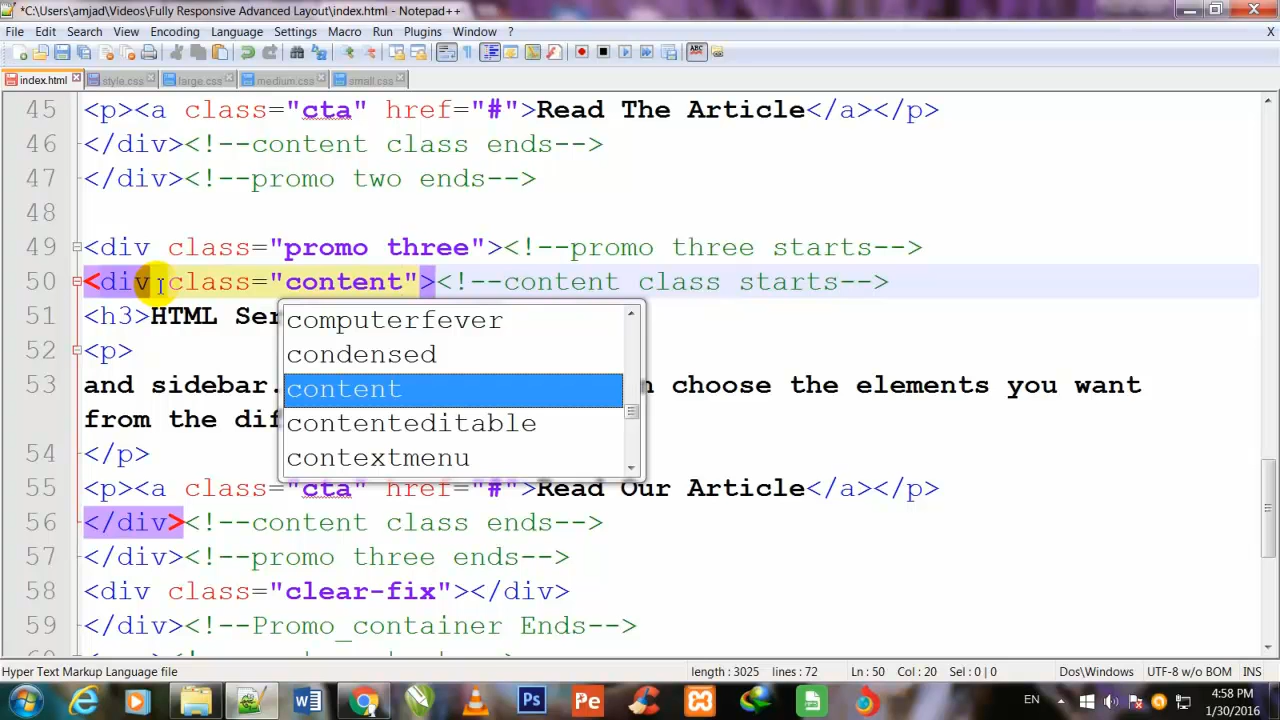 *C:\Users\amjad\Videos\Fully Responsive Advanced Layout\index.html - Notepad++
File Edit Search View Encoding Language Settings Macro Run Plugins Window ? X
index.html style.css large.css medium.css small.css
45 <p><a class="cta" href="#">Read The Article</a></p>
46 </div><!--content class ends-->
47 </div><!--promo two ends-->
48
49 <div class="promo three"><!--promo three starts-->
50 <div class="content"><!--content class starts-->
51 <h3>HTML Ser
computerfever
52 <p>
condensed
53 and sidebar. n choose the elements you want
content
from the dif
contenteditable
54 </p>
contextmenu
55 <p><a class="cta" href="#">Read Our Article</a></p>
56 </div><!--content class ends-->
57 </div><!--promo three ends-->
58 <div class="clear-fix"></div>
59 </div><!--Promo_container Ends-->
Hyper Text Markup Language file length : 3025 lines : 72 Ln : 50 Col : 20 Sel : 0 | 0 Dos\Windows UTF-8 w/o BOM INS
W Ps Pe EN 4:58 PM
1/30/2016